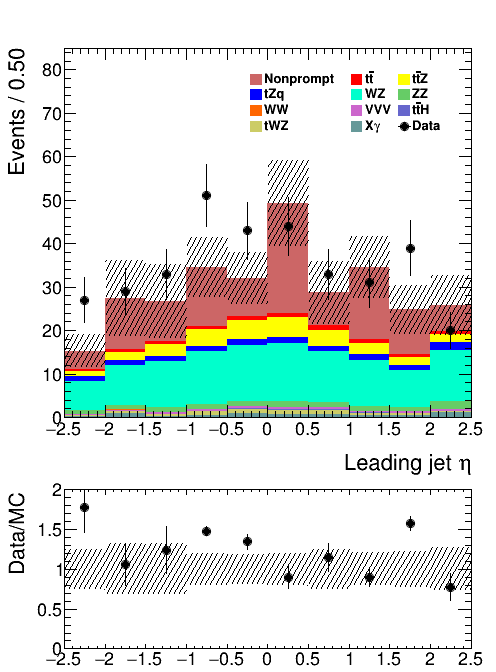 Events / 0.50
80
70
60
50
40
30
20
10
0
Nonprompt tt̄ tt̄Z
tZq WZ ZZ
WW VVV tt̄H
tWZ Xγ Data
−2.5 −2 −1.5 −1 −0.5 0 0.5 1 1.5 2 2.5
Leading jet η
Data/MC
2
1.5
1
0.5
0
−2.5 −2 −1.5 −1 −0.5 0 0.5 1 1.5 2 2.5